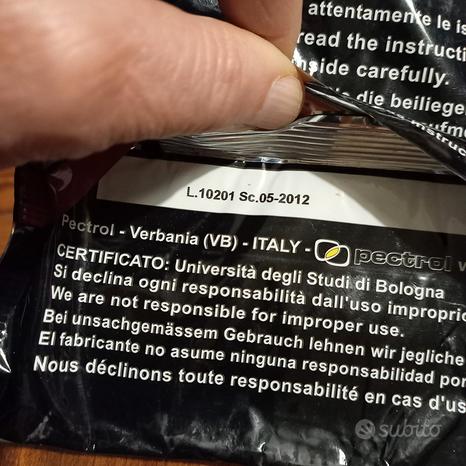 attentamente le is
read the instructi
inside carefully.
die beiliegen
L.10201 Sc.05-2012
Pectrol - Verbania (VB) - ITALY - pectrol w
CERTIFICATO: Università degli Studi di Bologna
Si declina ogni responsabilità dall'uso improprio
We are not responsible for improper use.
Bei unsachgemässem Gebrauch lehnen wir jegliche
El fabricante no asume ninguna responsabilidad por
Nous déclinons toute responsabilité en cas d'us
subito